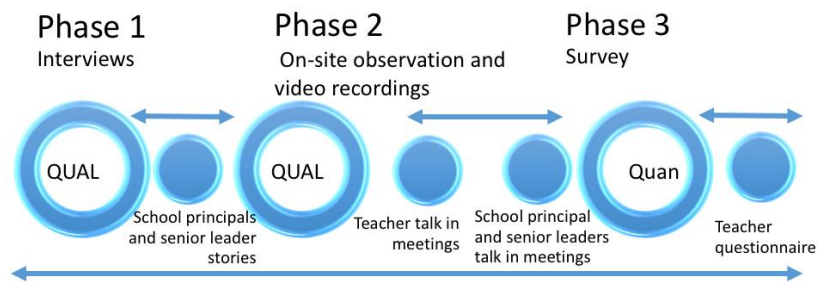 Phase 1
Interviews
Phase 2
On-site observation and
video recordings
Phase 3
Survey
QUAL
School principals
and senior leader
stories
QUAL
Teacher talk in
meetings
School principal
and senior leaders
talk in meetings
Quan
Teacher
questionnaire